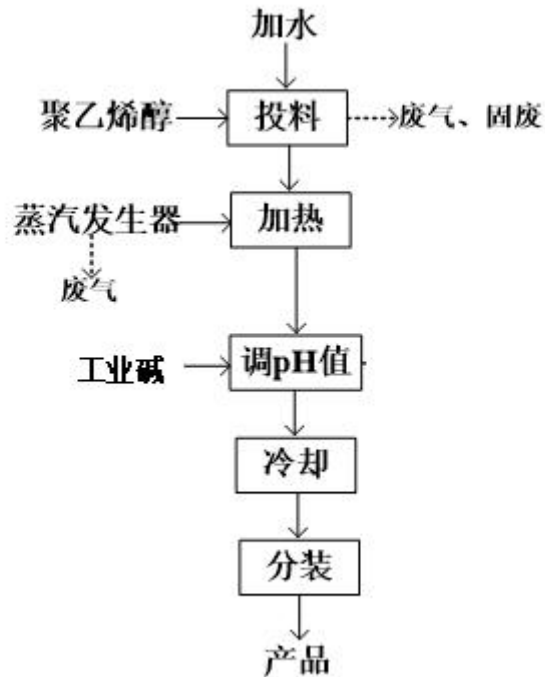 加水
聚乙烯醇
投料
废气、固废
蒸汽发生器
加热
废气
工业碱
调pH值
冷却
分装
产品